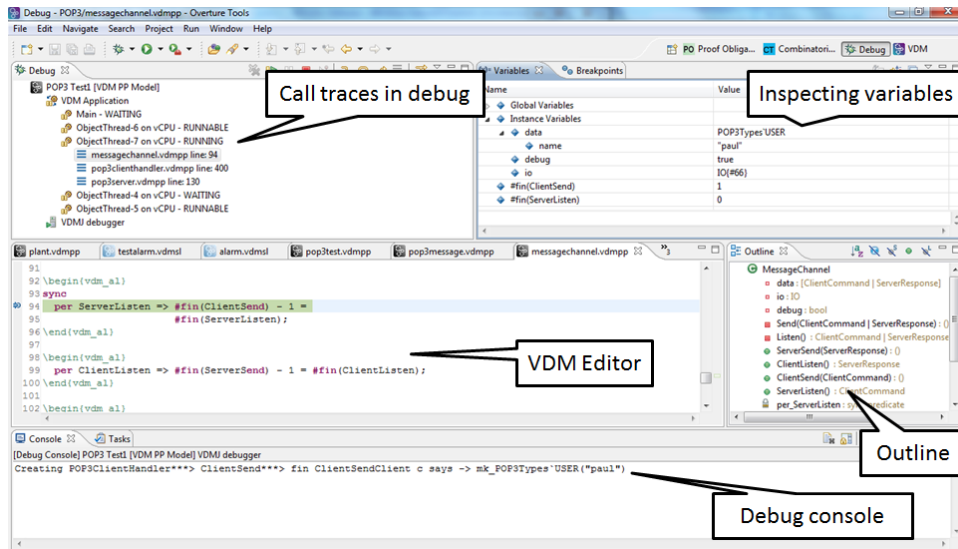 Debug - POP3/messagechannel.vdmpp - Overture Tools
File Edit Navigate Search Project Run Window Help
PO Proof Obliga... CT Combinatori... Debug VDM
Debug
POP3 Test1 [VDM PP Model]
VDM Application
Main - WAITING
ObjectThread-6 on vCPU - RUNNABLE
ObjectThread-7 on vCPU - RUNNING
messagechannel.vdmpp line: 94
pop3clienthandler.vdmpp line: 400
pop3server.vdmpp line: 130
ObjectThread-4 on vCPU - WAITING
ObjectThread-5 on vCPU - RUNNABLE
VDMJ debugger
Call traces in debug
Variables Breakpoints
Name Value
Global Variables
Instance Variables
data POP3Types`USER
name "paul"
debug true
io IO{#66}
#fin(ClientSend) 1
#fin(ServerListen) 0
Inspecting variables
plant.vdmpp testalarm.vdmsl alarm.vdmsl pop3test.vdmpp pop3message.vdmpp messagechannel.vdmpp 3
91
92 \begin{vdm_al}
93 sync
94 per ServerListen => #fin(ClientSend) - 1 =
95 #fin(ServerListen);
96 \end{vdm_al}
97
98 \begin{vdm_al}
99 per ClientListen => #fin(ServerSend) - 1 = #fin(ClientListen);
100 \end{vdm_al}
101
102 \begin{vdm_al}
VDM Editor
Outline
MessageChannel
data : [ClientCommand | ServerResponse]
io : IO
debug : bool
Send(ClientCommand | ServerResponse) : ()
Listen() : ClientCommand | ServerResponse
ServerSend(ServerResponse) : ()
ClientListen() : ServerResponse
ClientSend(ClientCommand) : ()
ServerListen() : ClientCommand
per_ServerListen :
Outline
Console Tasks
[Debug Console] POP3 Test1 [VDM PP Model] VDMJ debugger
Creating POP3ClientHandler***> ClientSend***> fin ClientSendClient c says -> mk_POP3Types`USER("paul")
Debug console